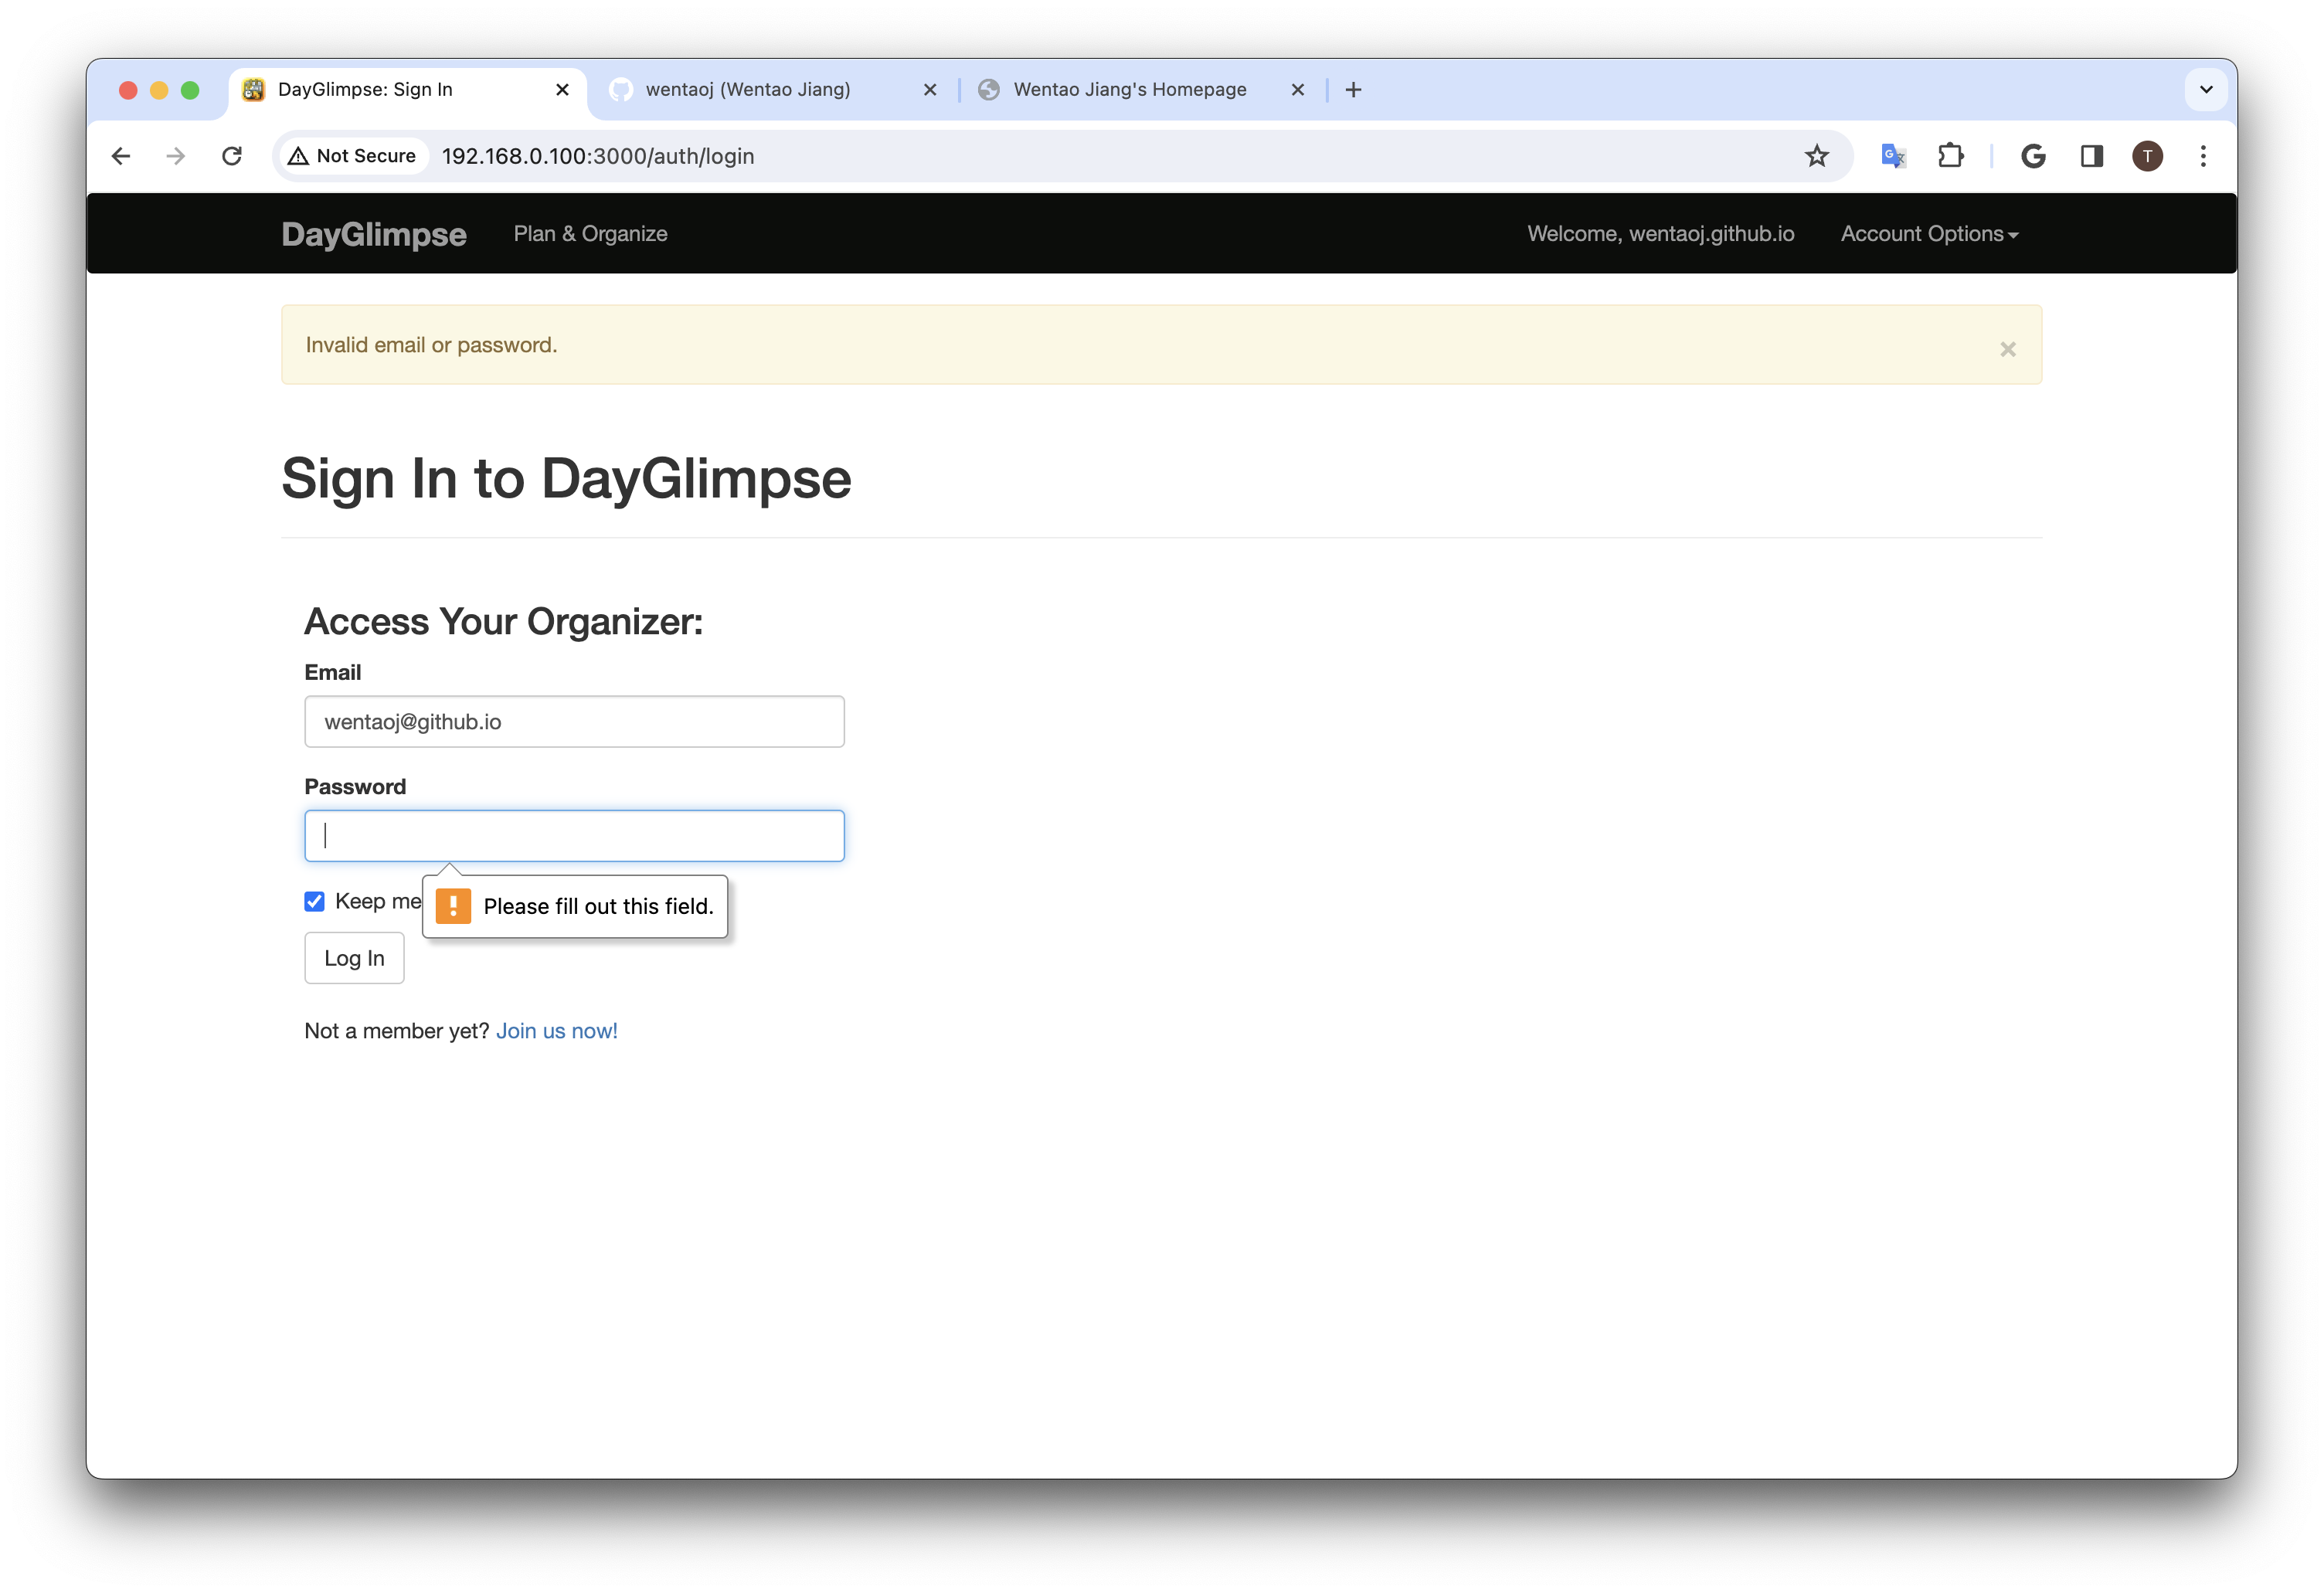 DayGlimpse: Sign In
wentaoj (Wentao Jiang)
Wentao Jiang's Homepage
Not Secure 192.168.0.100:3000/auth/login
T
DayGlimpse
Plan & Organize
Welcome, wentaoj.github.io
Account Options
Invalid email or password.
×
Sign In to DayGlimpse
Access Your Organizer:
Email
wentaoj@github.io
Password
Keep me
Please fill out this field.
Log In
Not a member yet? Join us now!